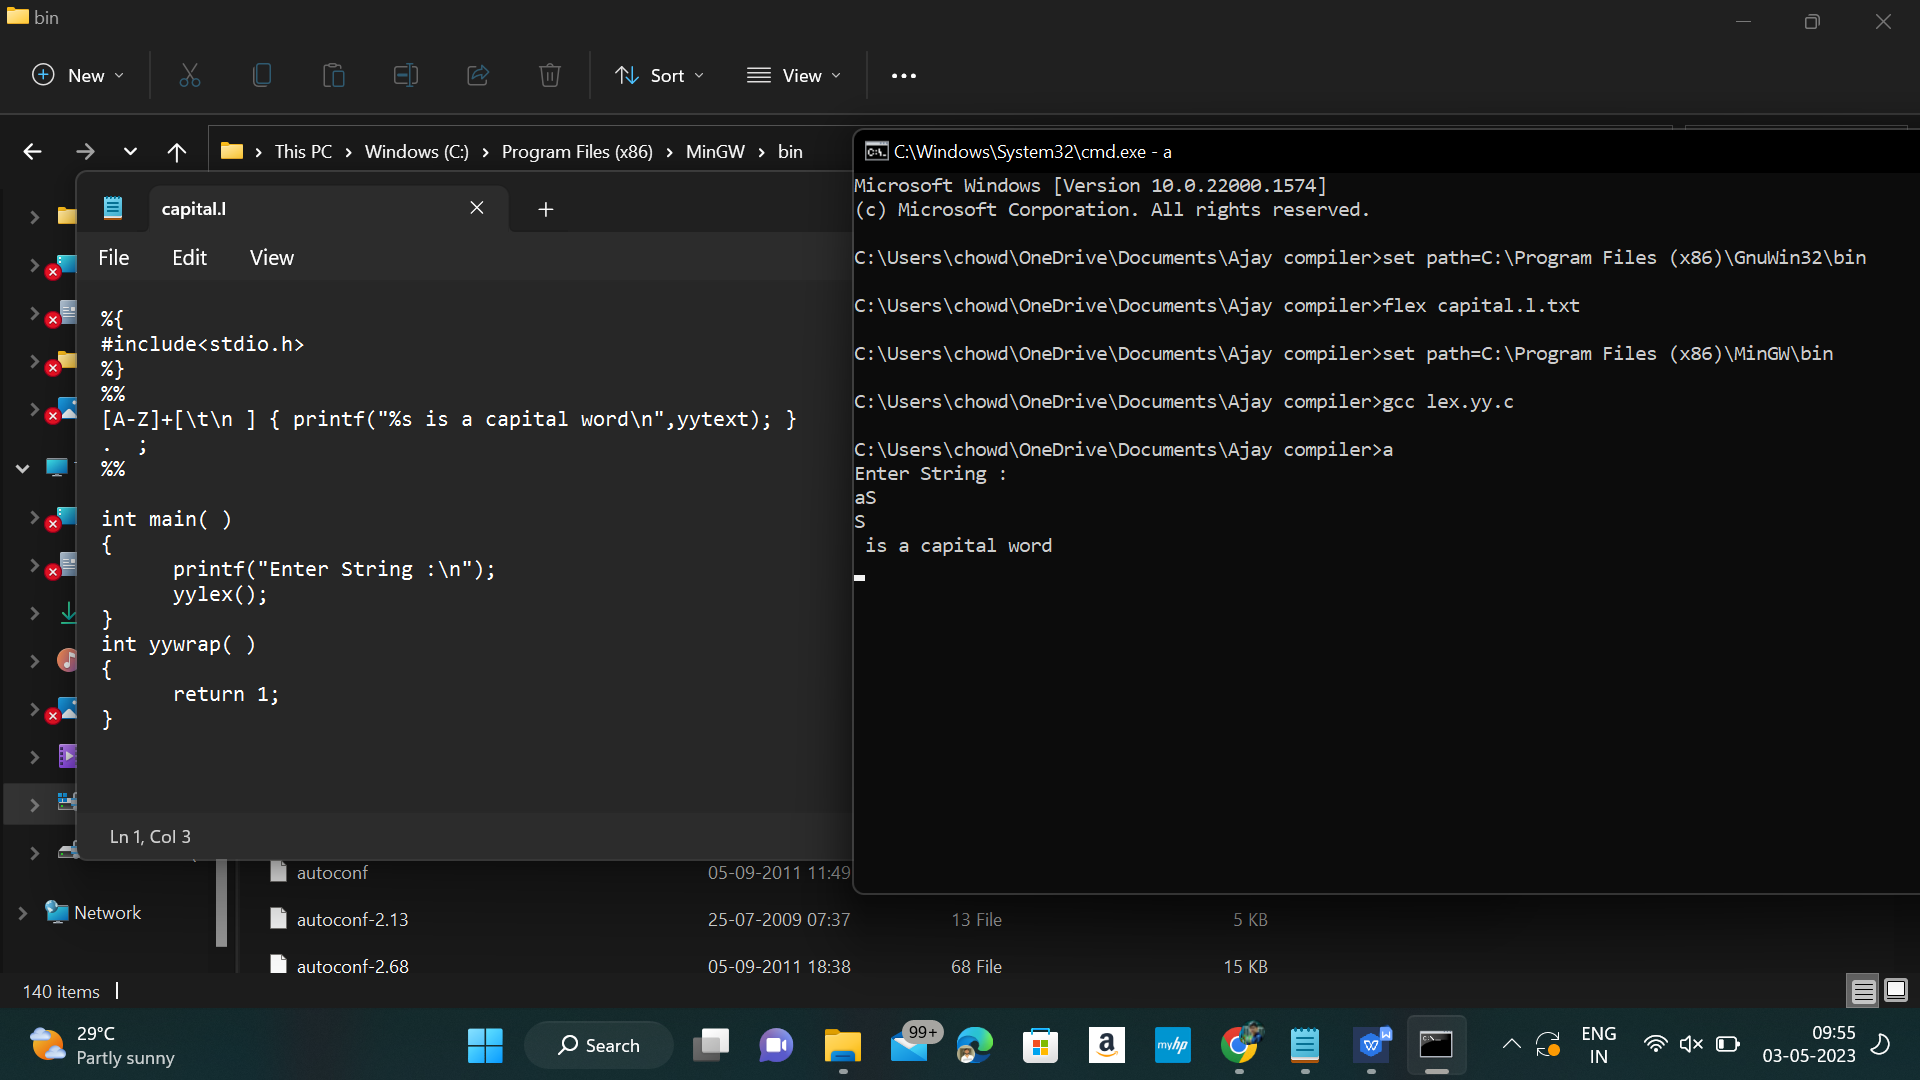 bin
New
Sort
View
This PC > Windows (C:) > Program Files (x86) > MinGW > bin
capital.l
File Edit View
%{
#include<stdio.h>
%}
%%
[A-Z]+[\t\n ] { printf("%s is a capital word\n",yytext); }
. ;
%%
int main( )
{
printf("Enter String :\n");
yylex();
}
int yywrap( )
{
return 1;
}
Ln 1, Col 3
C:\Windows\System32\cmd.exe - a
Microsoft Windows [Version 10.0.22000.1574]
(c) Microsoft Corporation. All rights reserved.
C:\Users\chowd\OneDrive\Documents\Ajay compiler>set path=C:\Program Files (x86)\GnuWin32\bin
C:\Users\chowd\OneDrive\Documents\Ajay compiler>flex capital.l.txt
C:\Users\chowd\OneDrive\Documents\Ajay compiler>set path=C:\Program Files (x86)\MinGW\bin
C:\Users\chowd\OneDrive\Documents\Ajay compiler>gcc lex.yy.c
C:\Users\chowd\OneDrive\Documents\Ajay compiler>a
Enter String :
aS
S
is a capital word
autoconf 05-09-2011 11:49
Network
autoconf-2.13 25-07-2009 07:37 13 File 5 KB
autoconf-2.68 05-09-2011 18:38 68 File 15 KB
140 items
29°C
Partly sunny
Search
99+
a
myhp
W
ENG
IN
09:55
03-05-2023